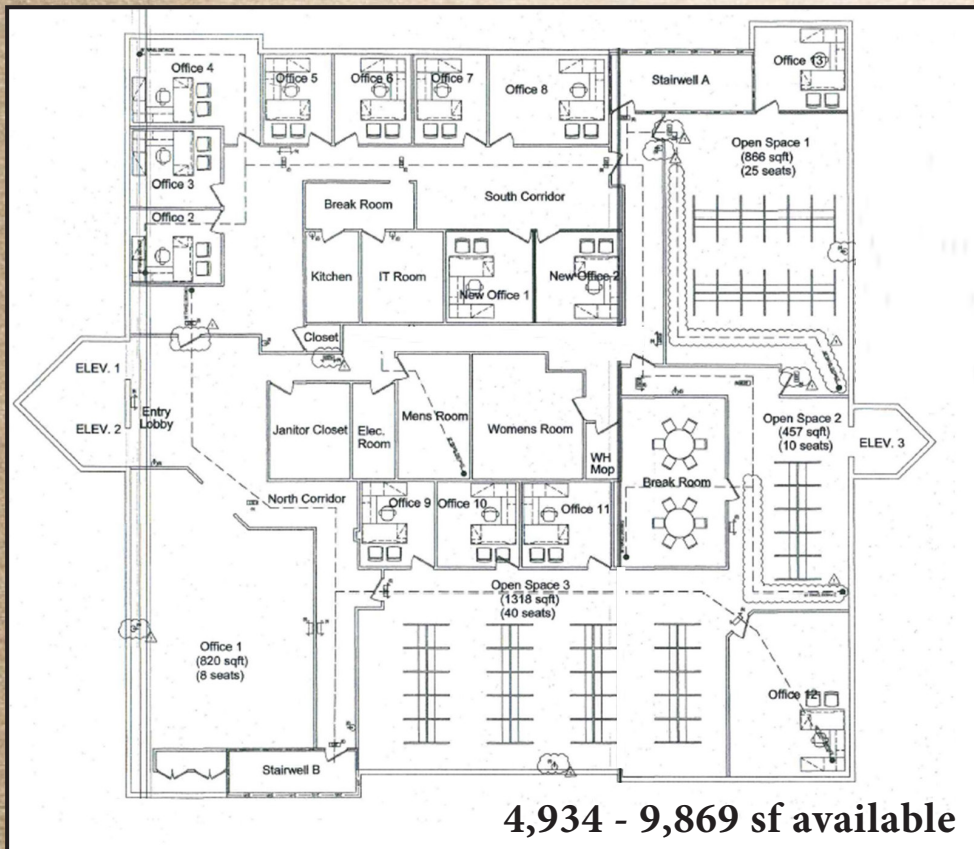 Office 4
Office 5
Office 6
Office 7
Office 8
Stairwell A
Office 13
Open Space 1
(866 sqft)
(25 seats)
Office 3
Office 2
Break Room
South Corridor
Kitchen
IT Room
New Office 1
New Office 2
Closet
ELEV. 1
ELEV. 2
Entry
Lobby
Janitor Closet
Elec.
Room
Mens Room
Womens Room
WH
Mop
Open Space 2
(457 sqft)
(10 seats)
ELEV. 3
Break Room
North Corridor
Office 9
Office 10
Office 11
Open Space 3
(1318 sqft)
(40 seats)
Office 1
(820 sqft)
(8 seats)
Office 12
Stairwell B
4,934 - 9,869 sf available